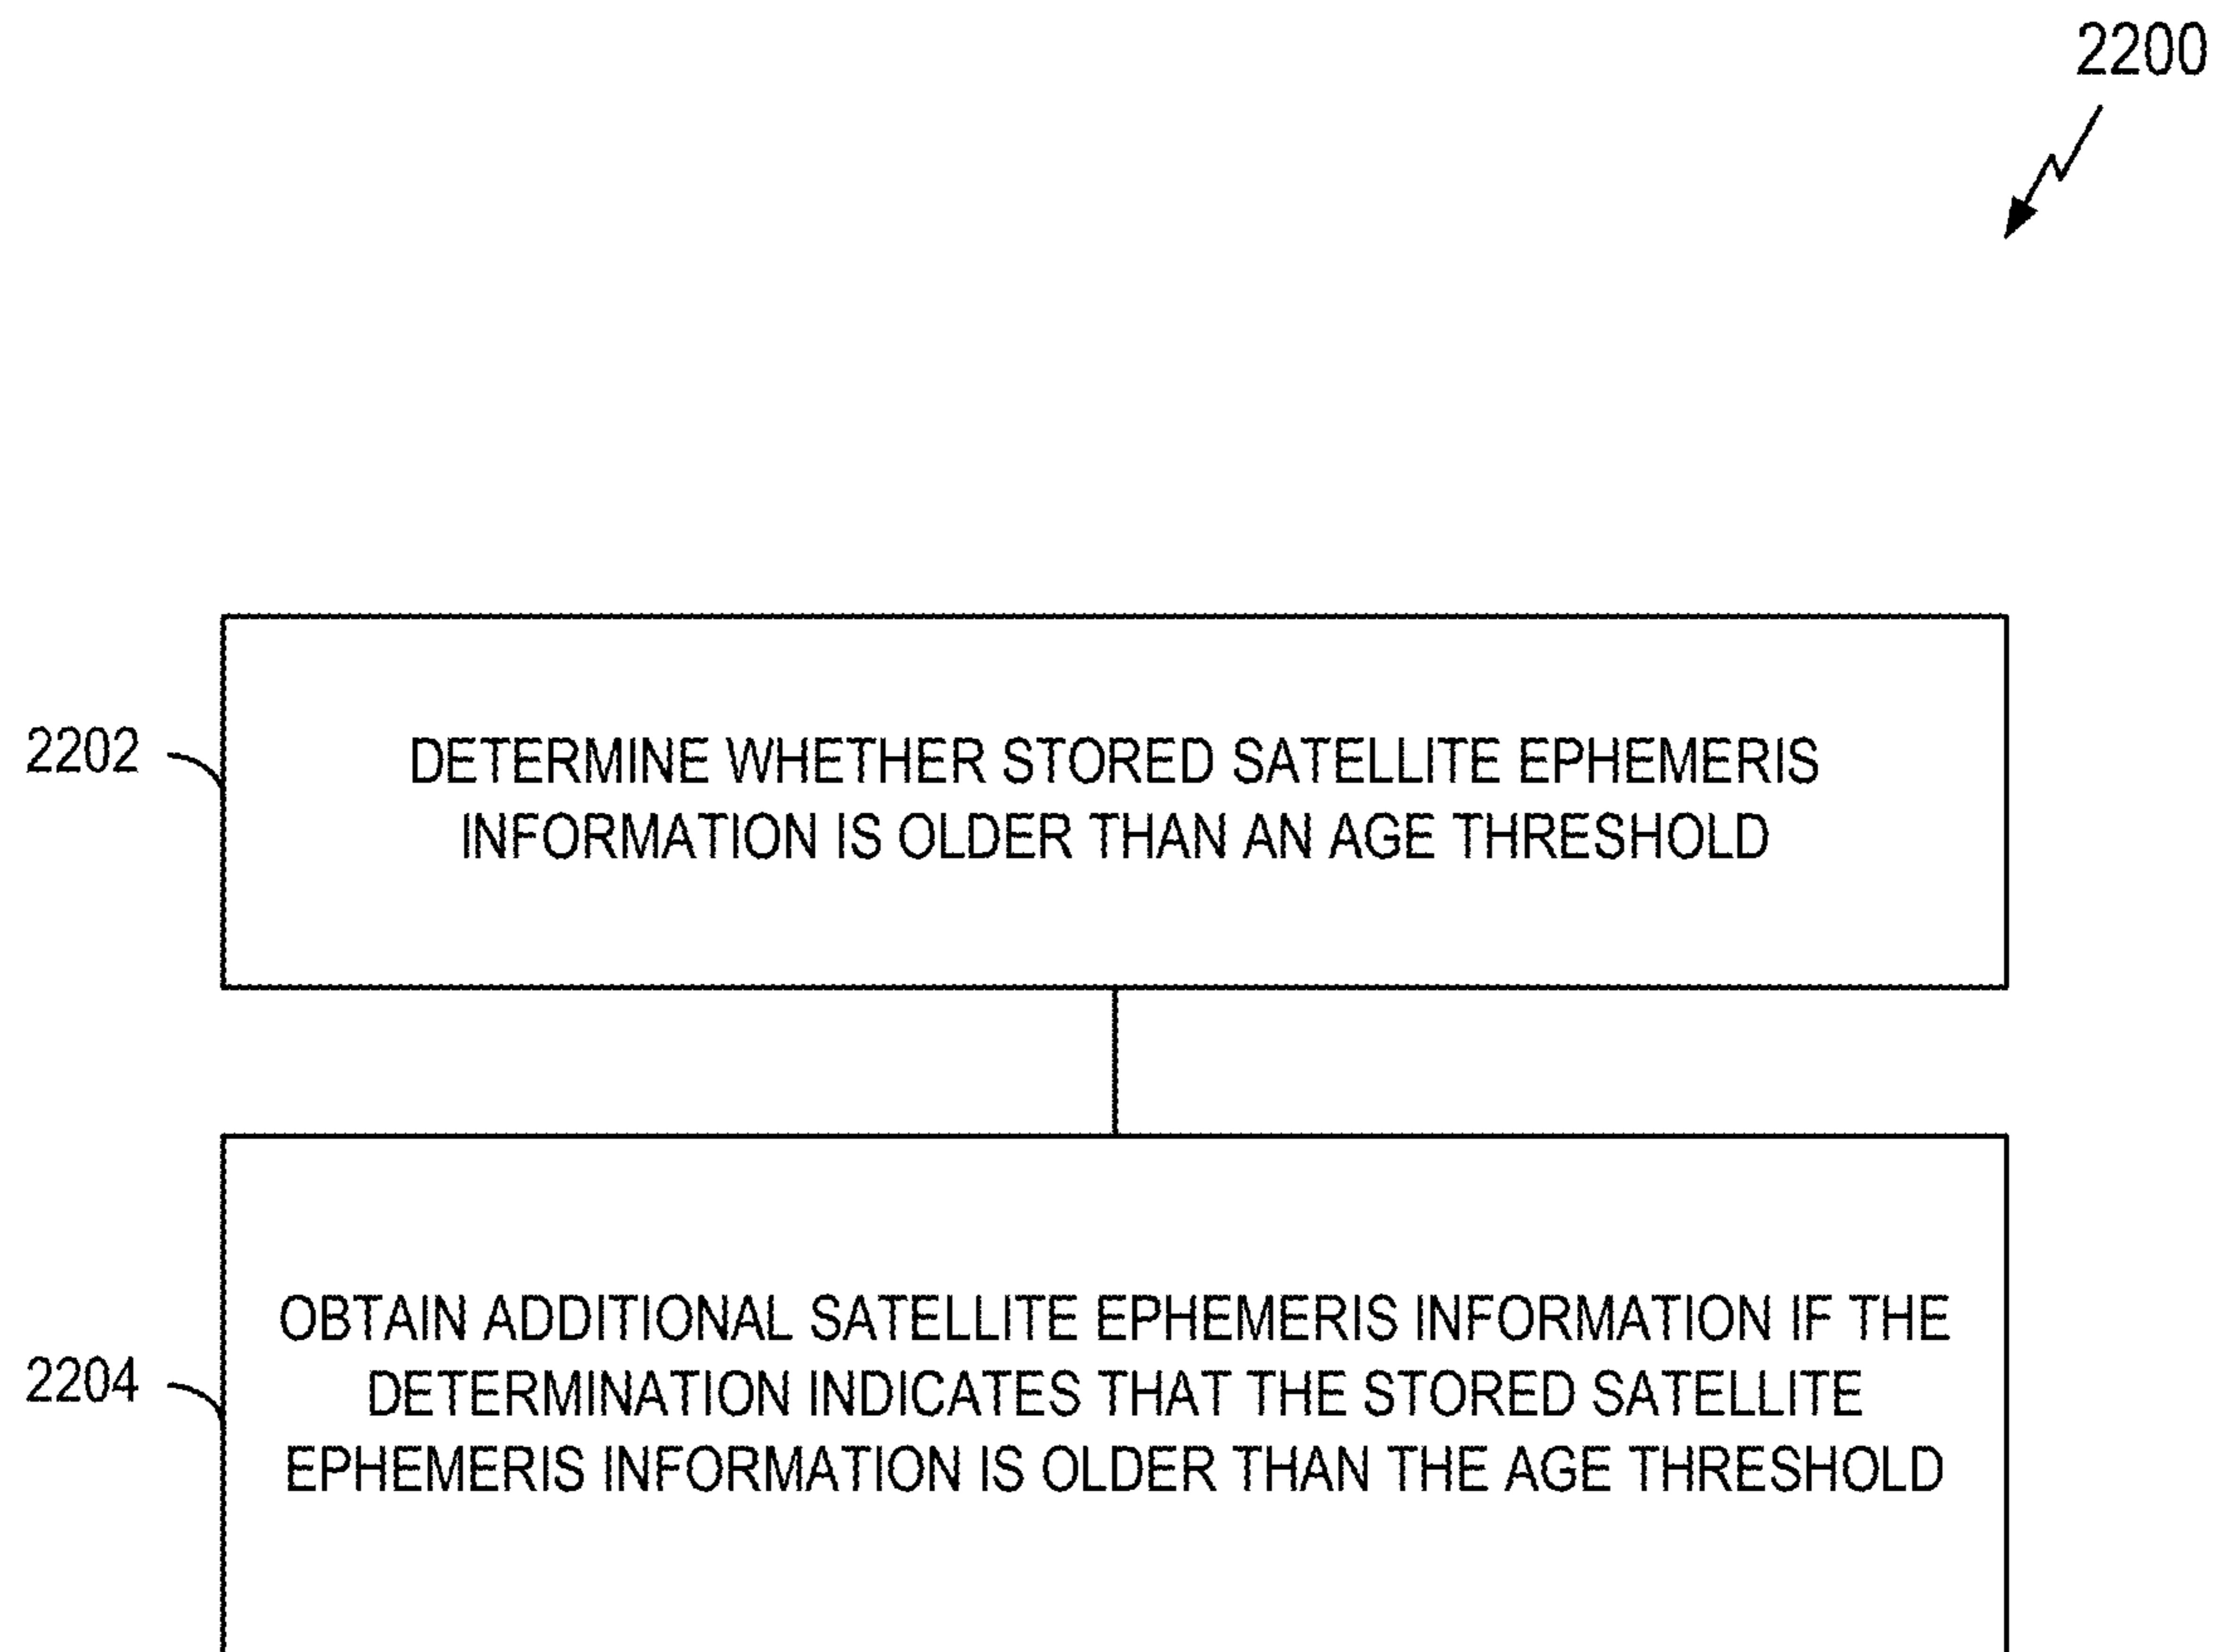 2200
2202
DETERMINE WHETHER STORED SATELLITE EPHEMERIS
INFORMATION IS OLDER THAN AN AGE THRESHOLD
2204
OBTAIN ADDITIONAL SATELLITE EPHEMERIS INFORMATION IF THE
DETERMINATION INDICATES THAT THE STORED SATELLITE
EPHEMERIS INFORMATION IS OLDER THAN THE AGE THRESHOLD